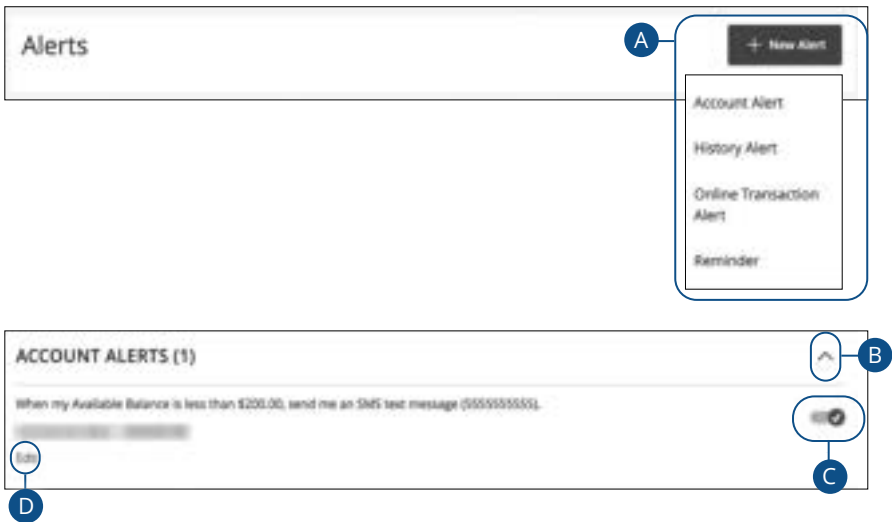 Alerts
A
+ New Alert
Account Alert
History Alert
Online Transaction
Alert
Reminder
ACCOUNT ALERTS (1)
B
When my Available Balance is less than $200.00, send me an SMS text message (5555555555).
C
Edit
D